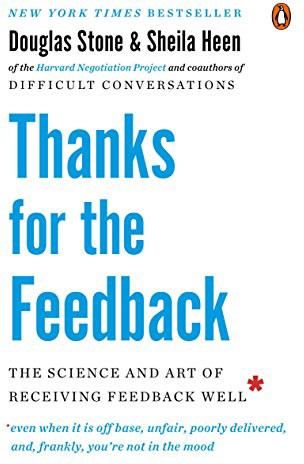 NEW YORK TIMES BESTSELLER
Douglas Stone & Sheila Heen
of the Harvard Negotiation Project and coauthors of
DIFFICULT CONVERSATIONS
Thanks
for the
Feedback
THE SCIENCE AND ART OF
RECEIVING FEEDBACK WELL*
*even when it is off base, unfair, poorly delivered,
and, frankly, you're not in the mood